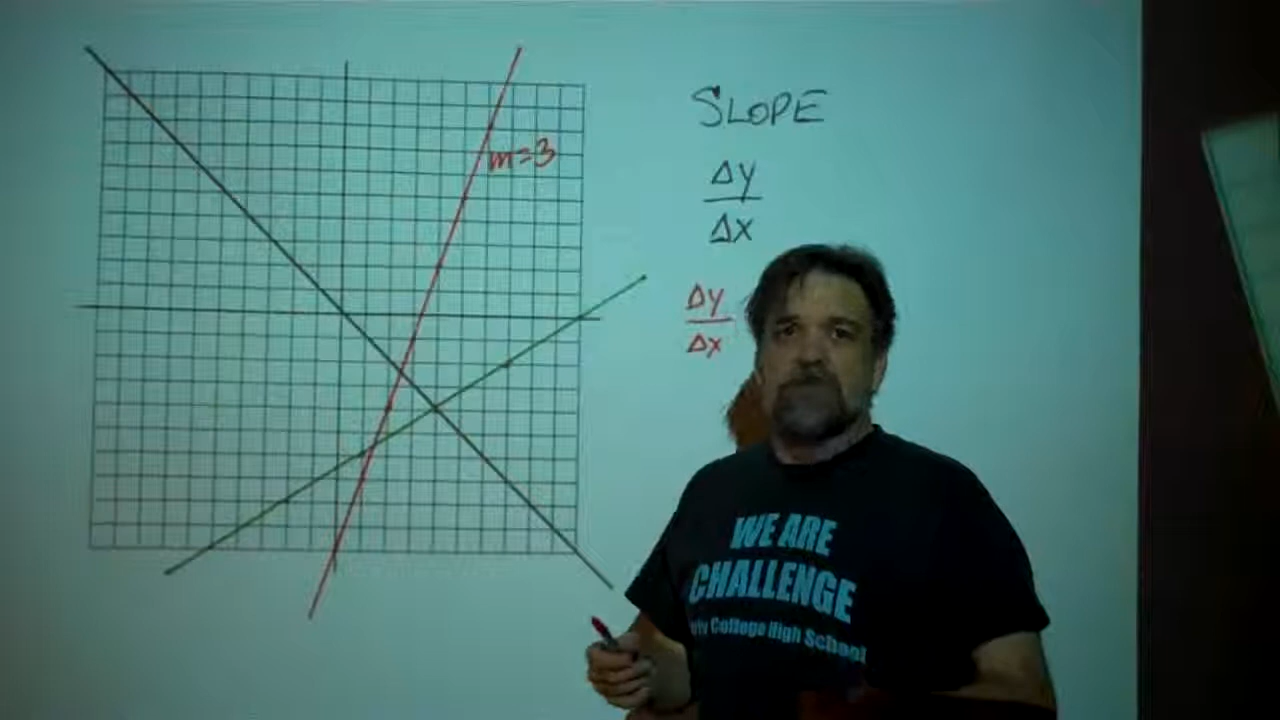 m=3
SLOPE
Δy
Δx
Δy
Δx
WE ARE
CHALLENGE
College High School